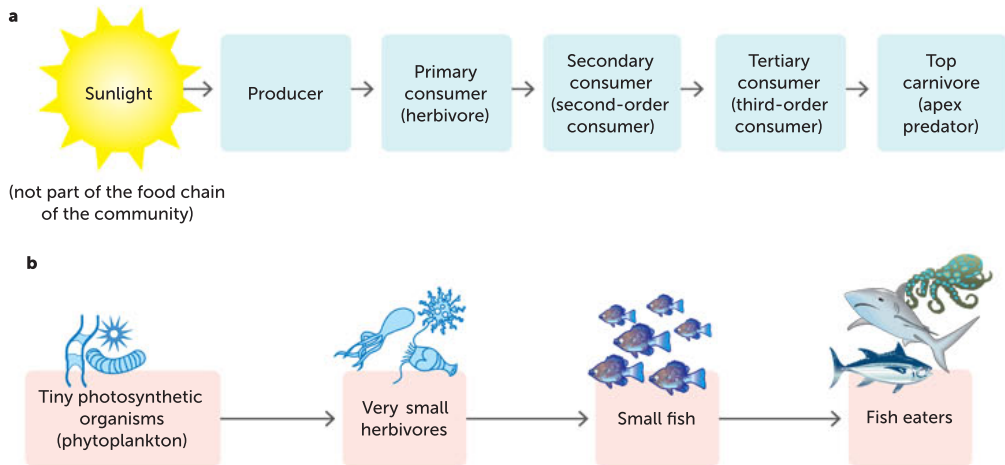 a
Sunlight
Producer
Primary
consumer
(herbivore)
Secondary
consumer
(second-order
consumer)
Tertiary
consumer
(third-order
consumer)
Top
carnivore
(apex
predator)
(not part of the food chain
of the community)
b
Tiny photosynthetic
organisms
(phytoplankton)
Very small
herbivores
Small fish
Fish eaters